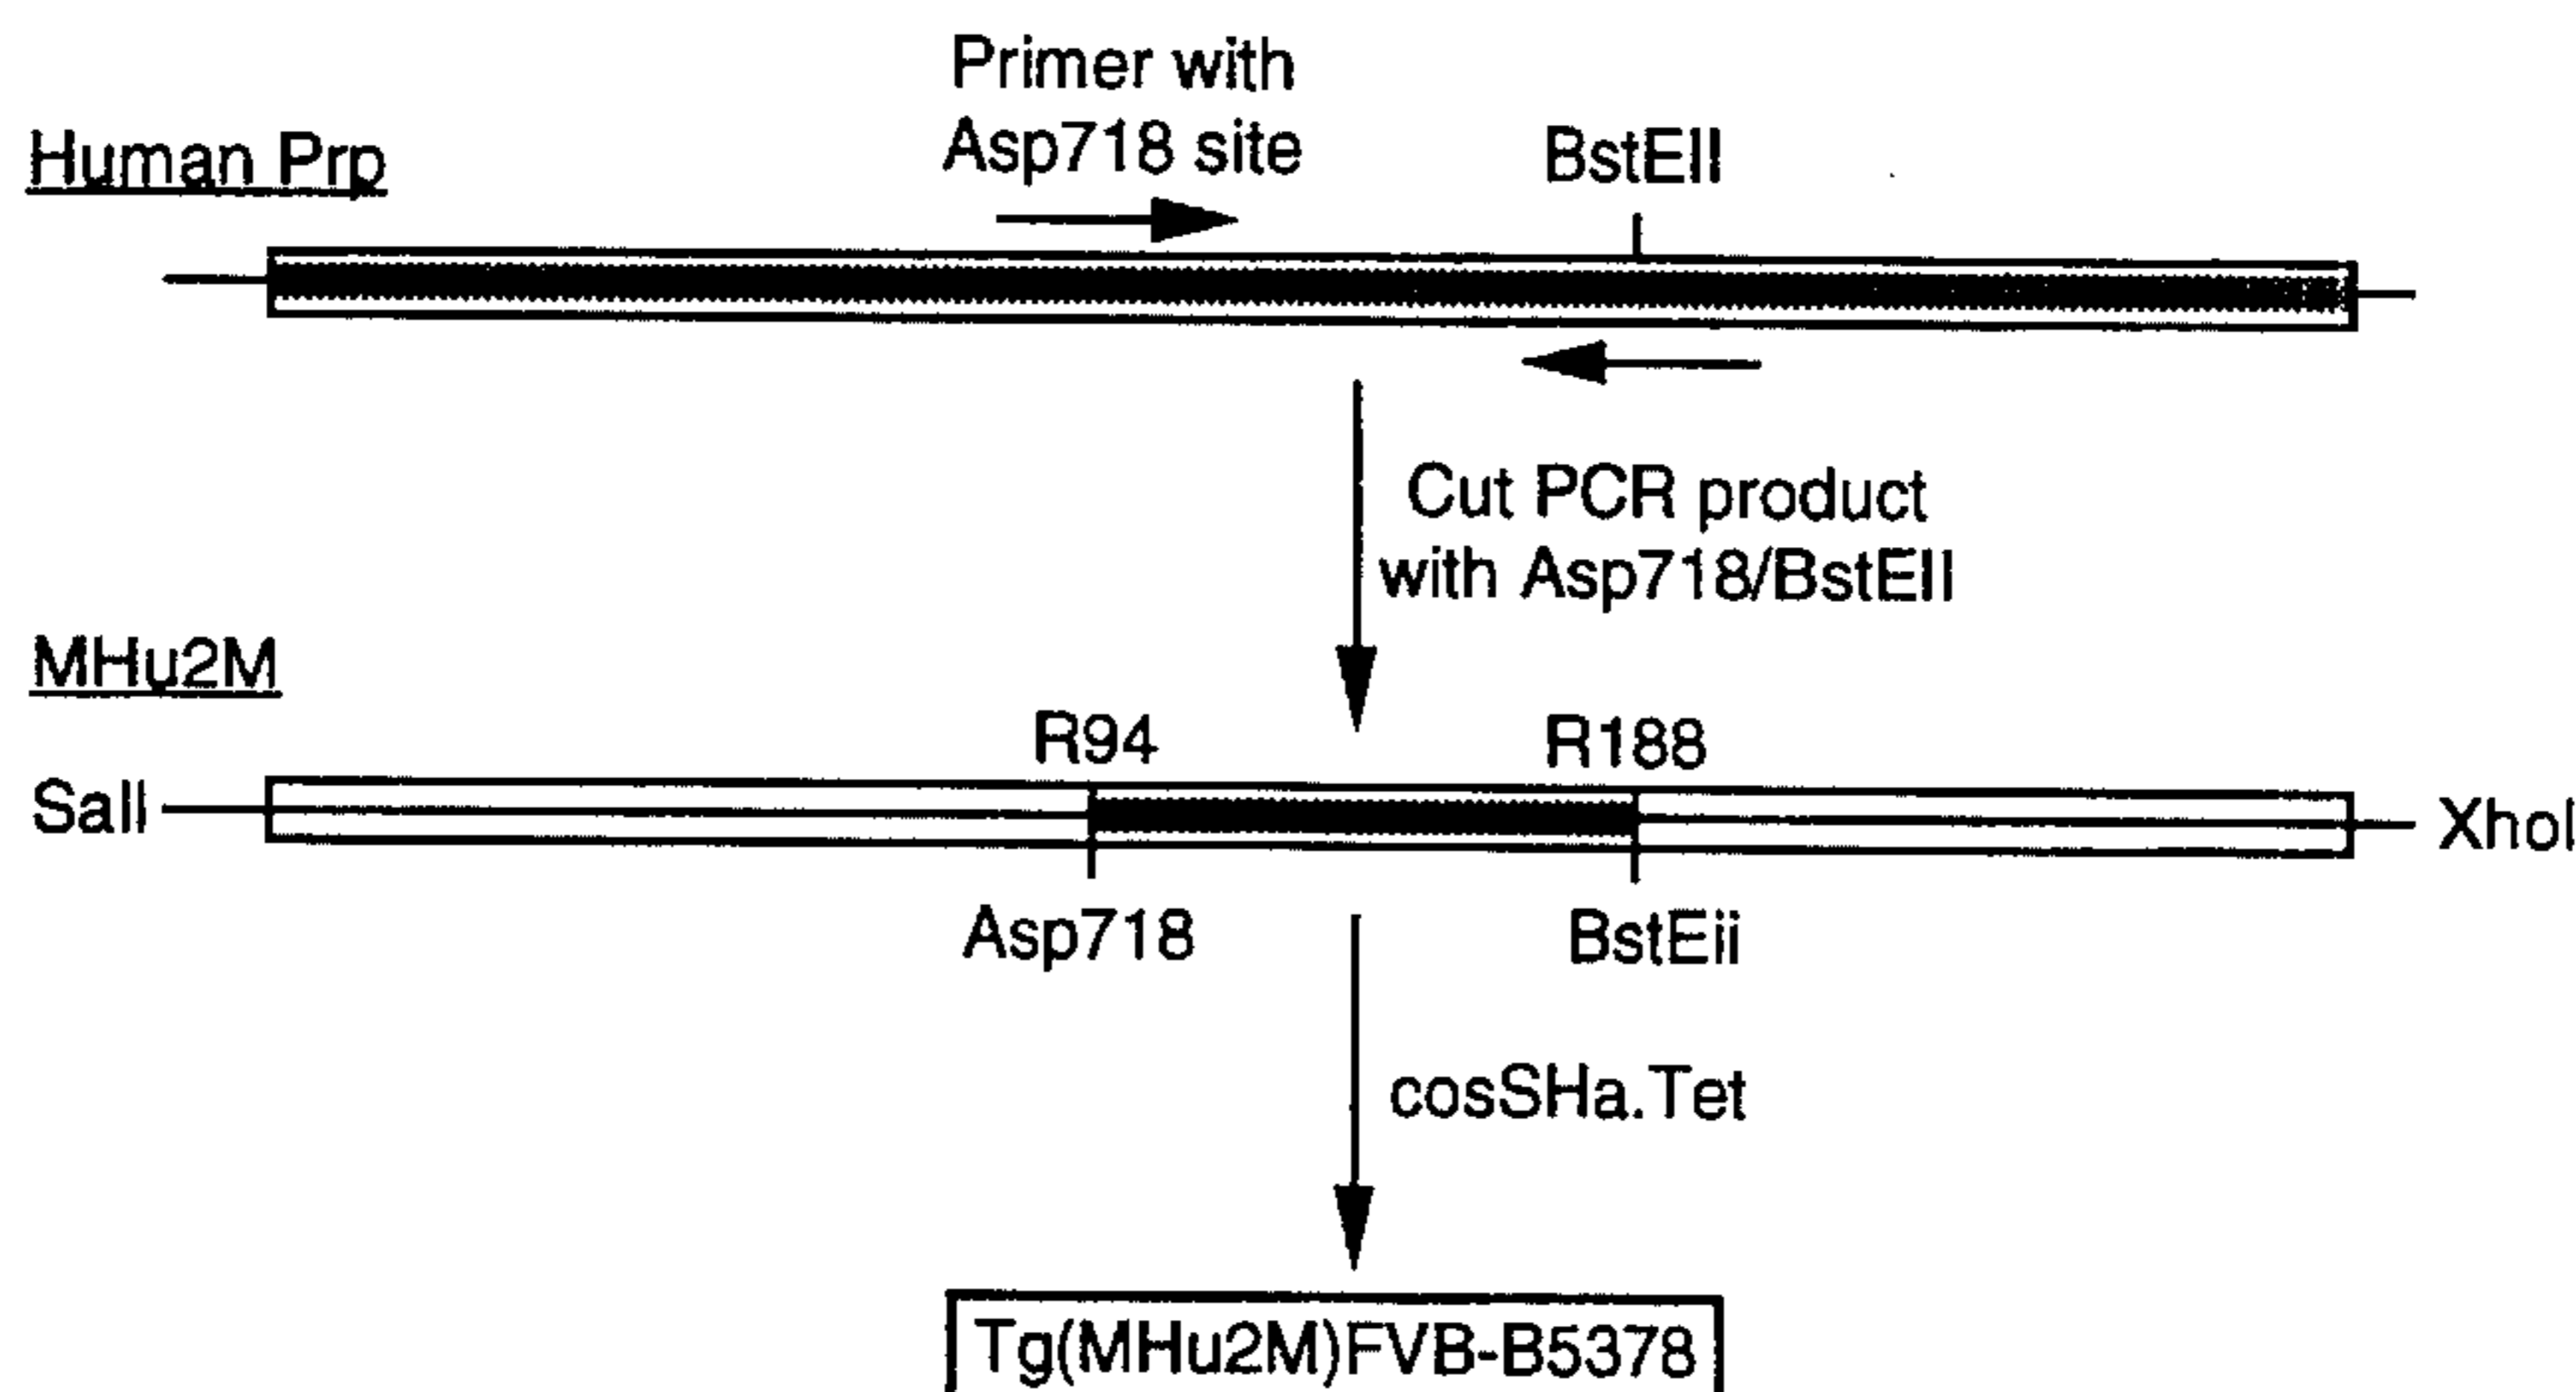 Primer with
Asp718 site
Human Prp
BstEII
Cut PCR product
with Asp718/BstEII
MHu2M
R94
R188
SalI
XhoI
Asp718
BstEii
cosSHa.Tet
Tg(MHu2M)FVB-B5378